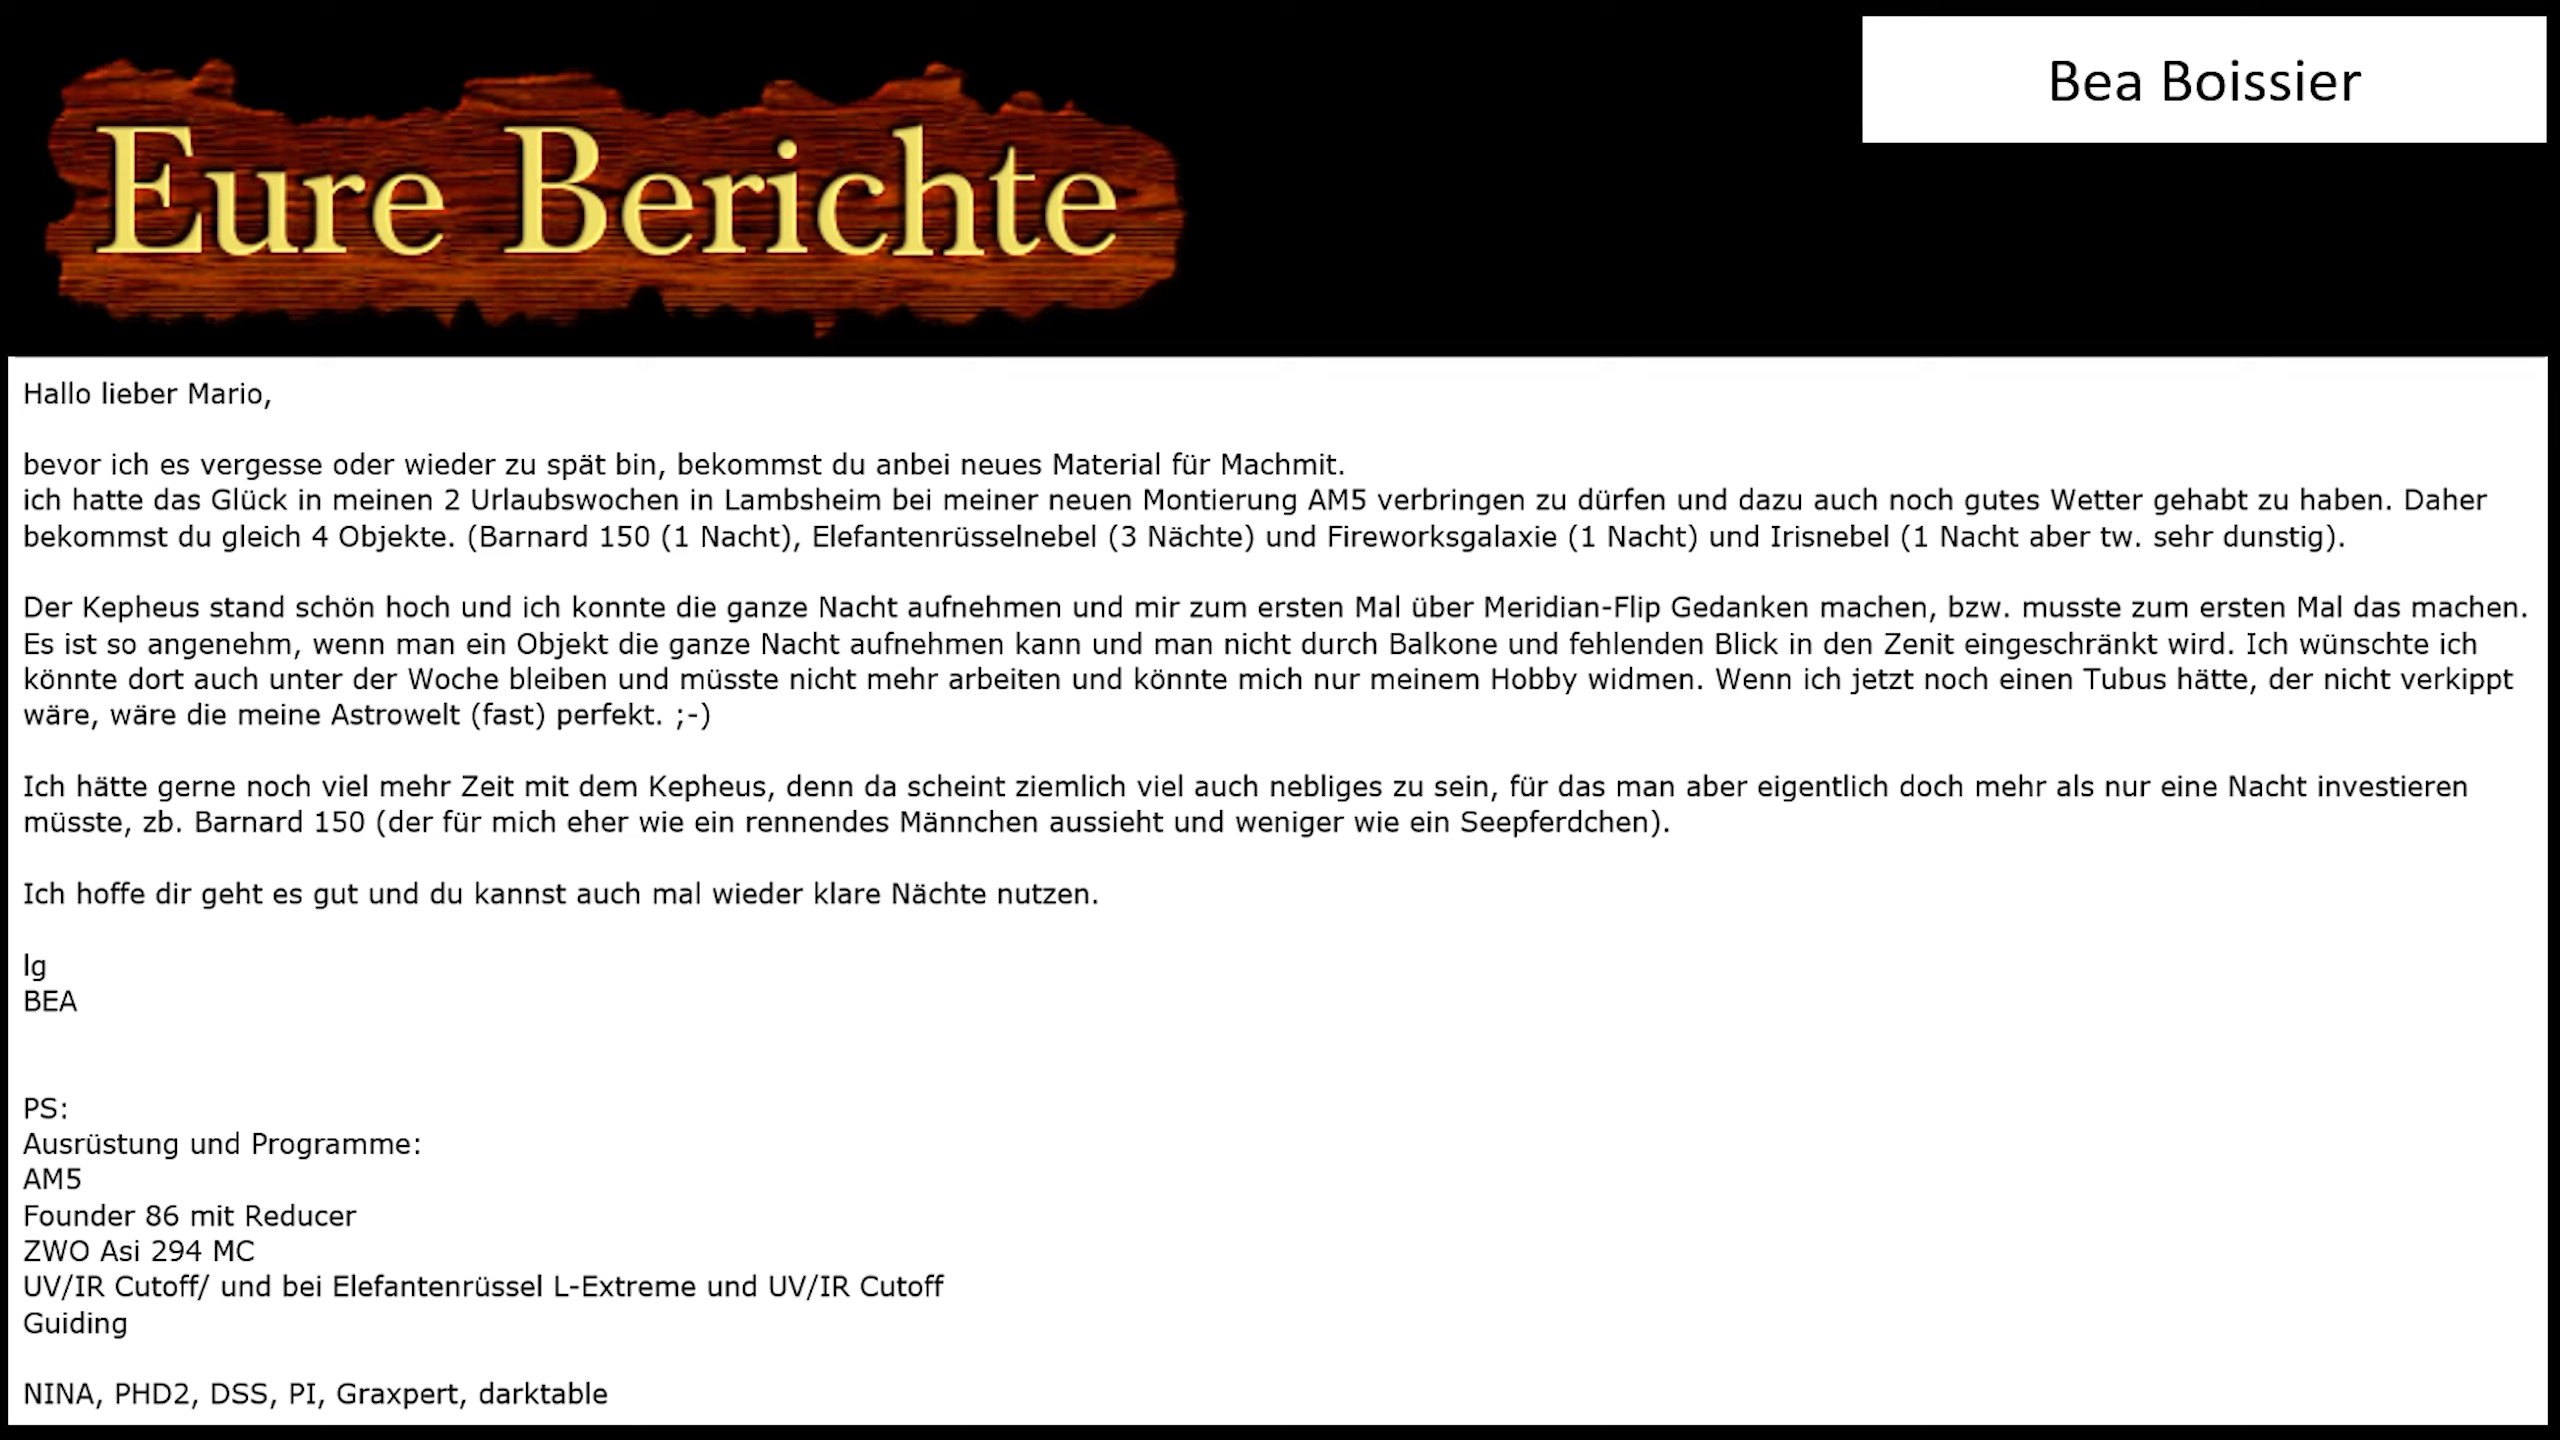 Eure Berichte
Bea Boissier
Hallo lieber Mario,
bevor ich es vergesse oder wieder zu spät bin, bekommst du anbei neues Material für Machmit.
ich hatte das Glück in meinen 2 Urlaubswochen in Lambsheim bei meiner neuen Montierung AM5 verbringen zu dürfen und dazu auch noch gutes Wetter gehabt zu haben. Daher
bekommst du gleich 4 Objekte. (Barnard 150 (1 Nacht), Elefantenrüsselnebel (3 Nächte) und Fireworksgalaxie (1 Nacht) und Irisnebel (1 Nacht aber tw. sehr dunstig).
Der Kepheus stand schön hoch und ich konnte die ganze Nacht aufnehmen und mir zum ersten Mal über Meridian-Flip Gedanken machen, bzw. musste zum ersten Mal das machen.
Es ist so angenehm, wenn man ein Objekt die ganze Nacht aufnehmen kann und man nicht durch Balkone und fehlenden Blick in den Zenit eingeschränkt wird. Ich wünschte ich
könnte dort auch unter der Woche bleiben und müsste nicht mehr arbeiten und könnte mich nur meinem Hobby widmen. Wenn ich jetzt noch einen Tubus hätte, der nicht verkippt
wäre, wäre die meine Astrowelt (fast) perfekt. ;-)
Ich hätte gerne noch viel mehr Zeit mit dem Kepheus, denn da scheint ziemlich viel auch nebliges zu sein, für das man aber eigentlich doch mehr als nur eine Nacht investieren
müsste, zb. Barnard 150 (der für mich eher wie ein rennendes Männchen aussieht und weniger wie ein Seepferdchen).
Ich hoffe dir geht es gut und du kannst auch mal wieder klare Nächte nutzen.
lg
BEA
PS:
Ausrüstung und Programme:
AM5
Founder 86 mit Reducer
ZWO Asi 294 MC
UV/IR Cutoff/ und bei Elefantenrüssel L-Extreme und UV/IR Cutoff
Guiding
NINA, PHD2, DSS, PI, Graxpert, darktable